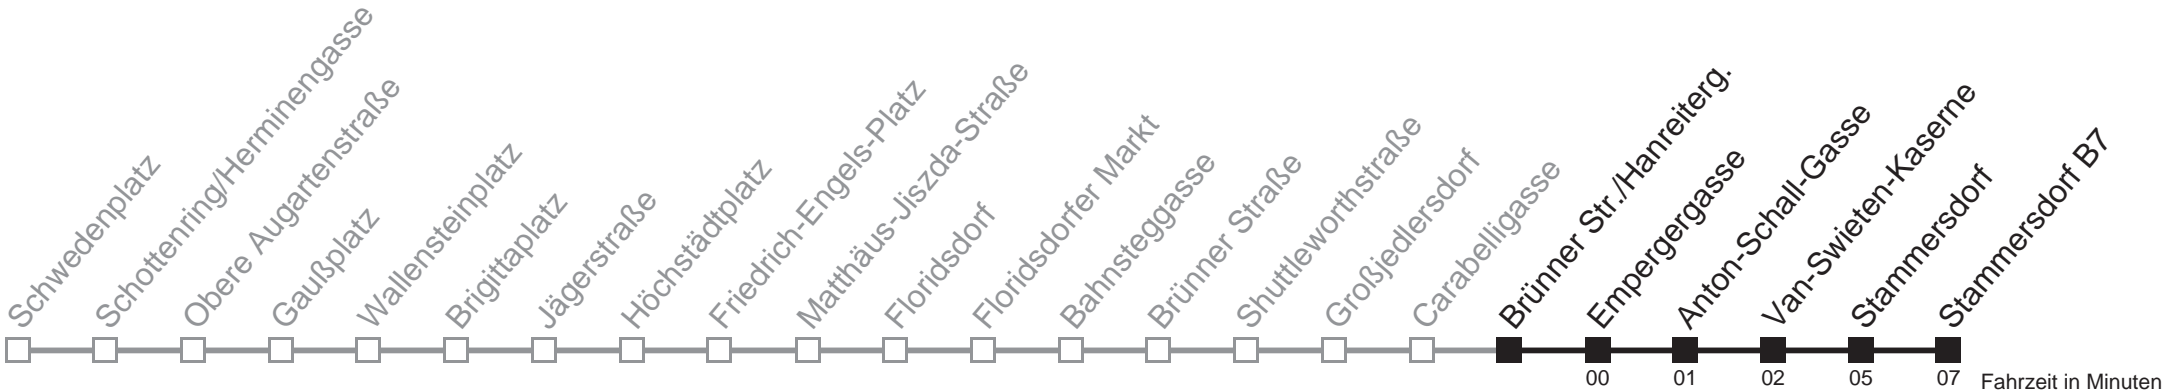 Schwedenplatz
Schottenring/Herminengasse
Obere Augartenstraße
Gaußplatz
Wallensteinplatz
Brigittaplatz
Jägerstraße
Höchstädtplatz
Friedrich-Engels-Platz
Matthäus-Jiszda-Straße
Floridsdorf
Floridsdorfer Markt
Bahnsteggasse
Brünner Straße
Shuttleworthstraße
Großjedlersdorf
Carabelligasse
Brünner Str./Hanreiterg.
Empergergasse
Anton-Schall-Gasse
Van-Swieten-Kaserne
Stammersdorf
Stammersdorf B7
00 01 02 05 07 Fahrzeit in Minuten